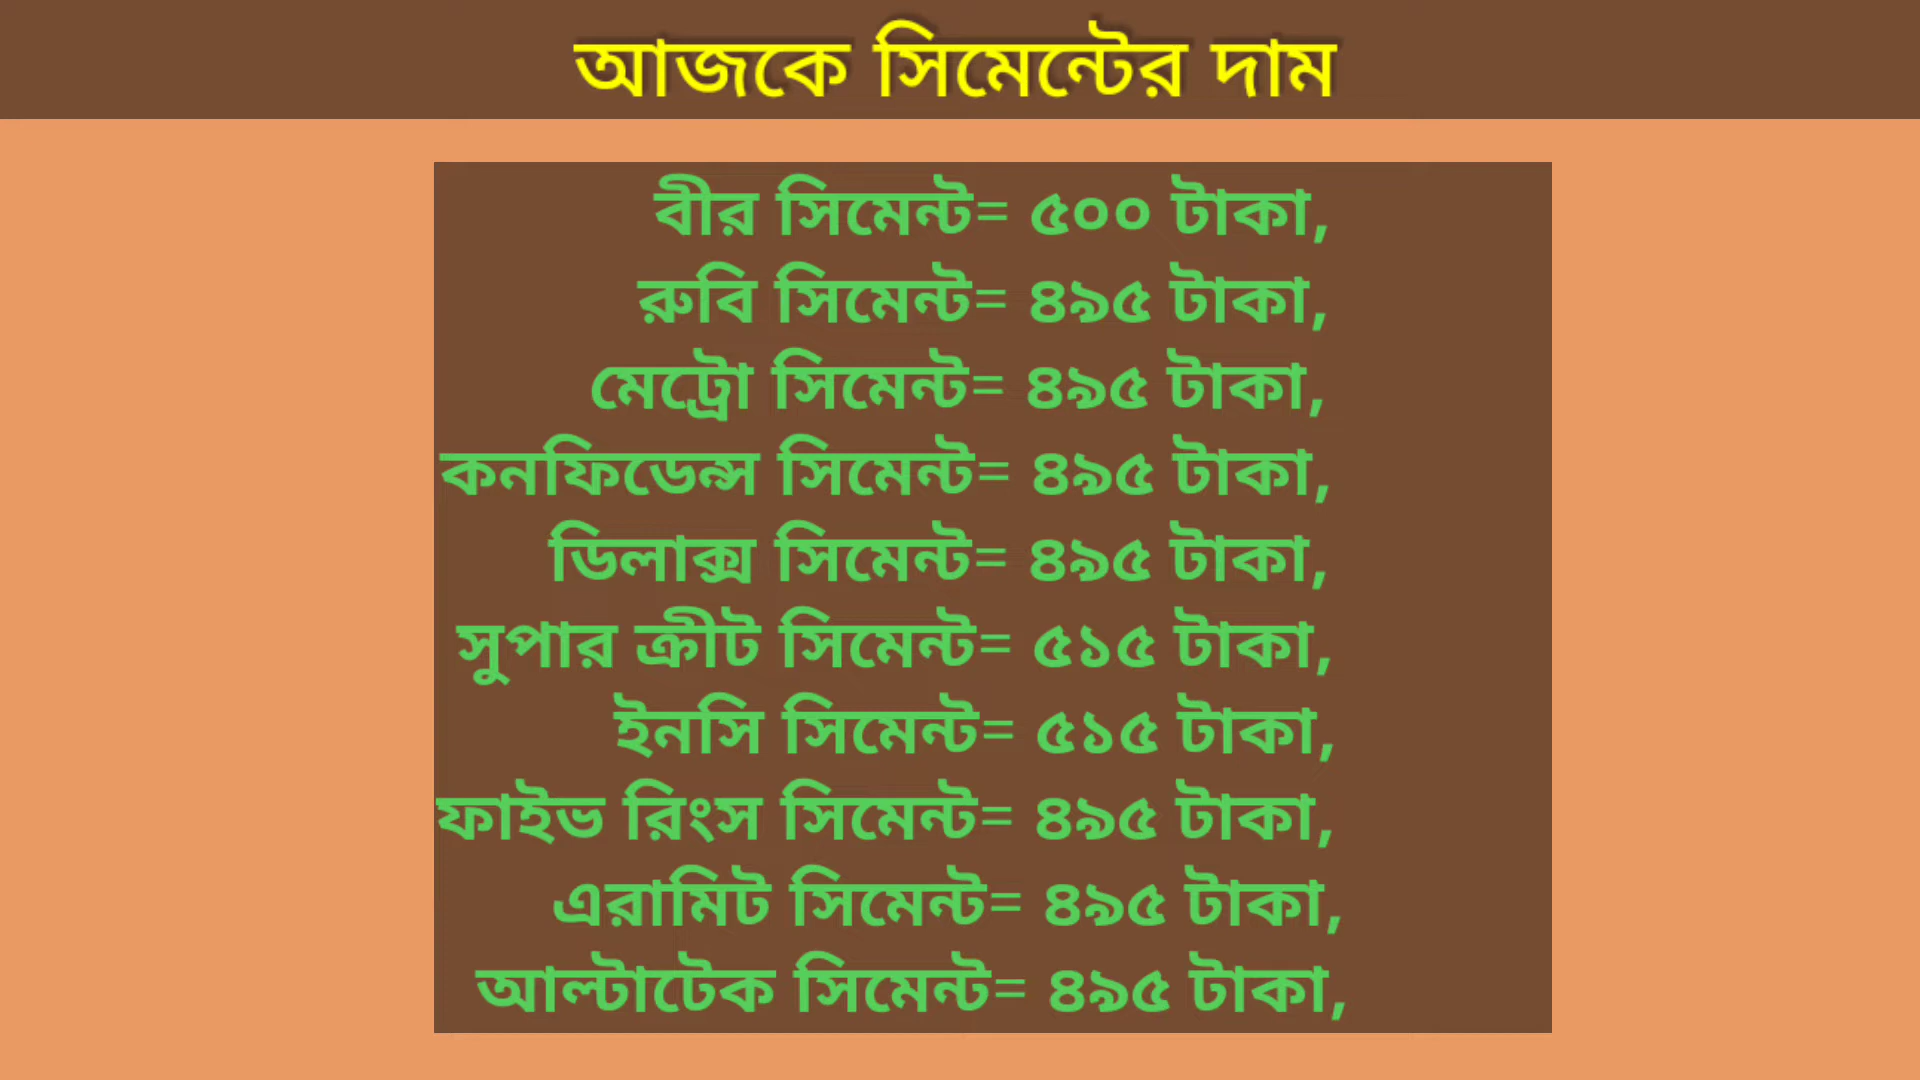 আজকে সিমেন্টের দাম
বীর সিমেন্ট= ৫০০ টাকা,
রুবি সিমেন্ট= ৪৯৫ টাকা,
মেট্রো সিমেন্ট= ৪৯৫ টাকা,
কনফিডেন্স সিমেন্ট= ৪৯৫ টাকা,
ডিলাক্স সিমেন্ট= ৪৯৫ টাকা,
সুপার ক্রীট সিমেন্ট= ৫১৫ টাকা,
ইনসি সিমেন্ট= ৫১৫ টাকা,
ফাইভ রিংস সিমেন্ট= ৪৯৫ টাকা,
এরামিট সিমেন্ট= ৪৯৫ টাকা,
আল্টাটেক সিমেন্ট= ৪৯৫ টাকা,